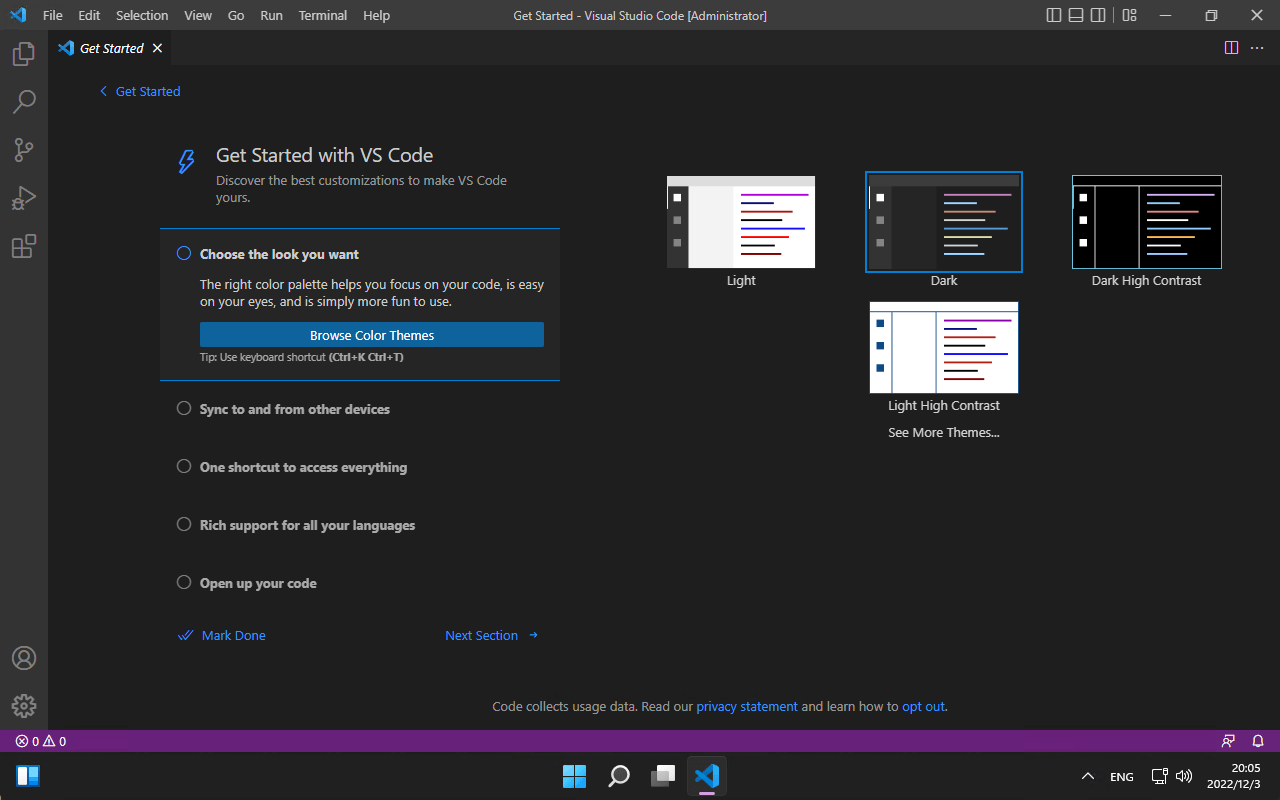 File Edit Selection View Go Run Terminal Help Get Started - Visual Studio Code [Administrator]
Get Started
Get Started
Get Started with VS Code
Discover the best customizations to make VS Code
yours.
Choose the look you want
The right color palette helps you focus on your code, is easy
on your eyes, and is simply more fun to use.
Browse Color Themes
Tip: Use keyboard shortcut (Ctrl+K Ctrl+T)
Sync to and from other devices
One shortcut to access everything
Rich support for all your languages
Open up your code
Mark Done Next Section
Light Dark Dark High Contrast
Light High Contrast
See More Themes...
Code collects usage data. Read our privacy statement and learn how to opt out.
0 0
ENG
20:05
2022/12/3